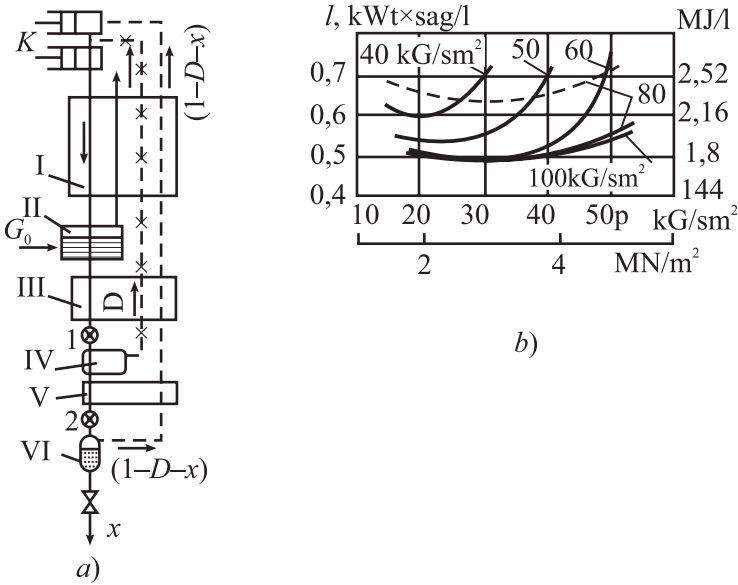 K
(1–D–x)
I
II
G₀
III
D
1
IV
V
2
VI
(1–D–x)
x
a)
l, kWt×sag/l
MJ/l
40 kG/sm²
50
60
0,7
2,52
80
0,6
2,16
0,5
1,8
100kG/sm²
0,4
144
10 20 30 40 50p kG/sm²
2 4 MN/m²
b)